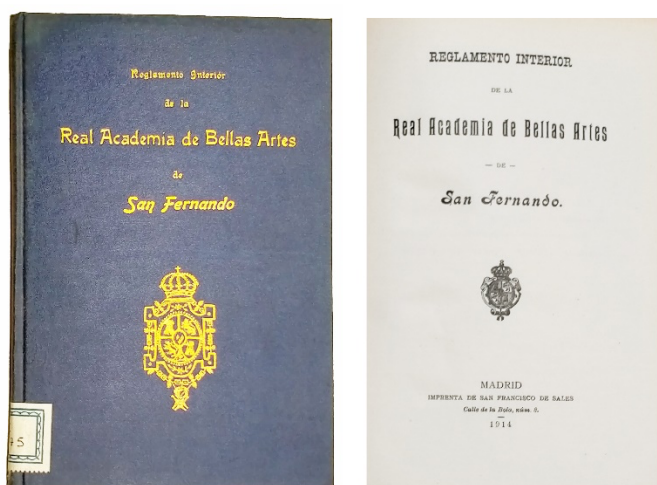 Reglamento Interior
de la
Real Academia de Bellas Artes
de
San Fernando
75
REGLAMENTO INTERIOR
DE LA
Real Academia de Bellas Artes
— DE —
San Fernando.
MADRID
IMPRENTA DE SAN FRANCISCO DE SALES
Calle de la Bola, núm. 8.
1914